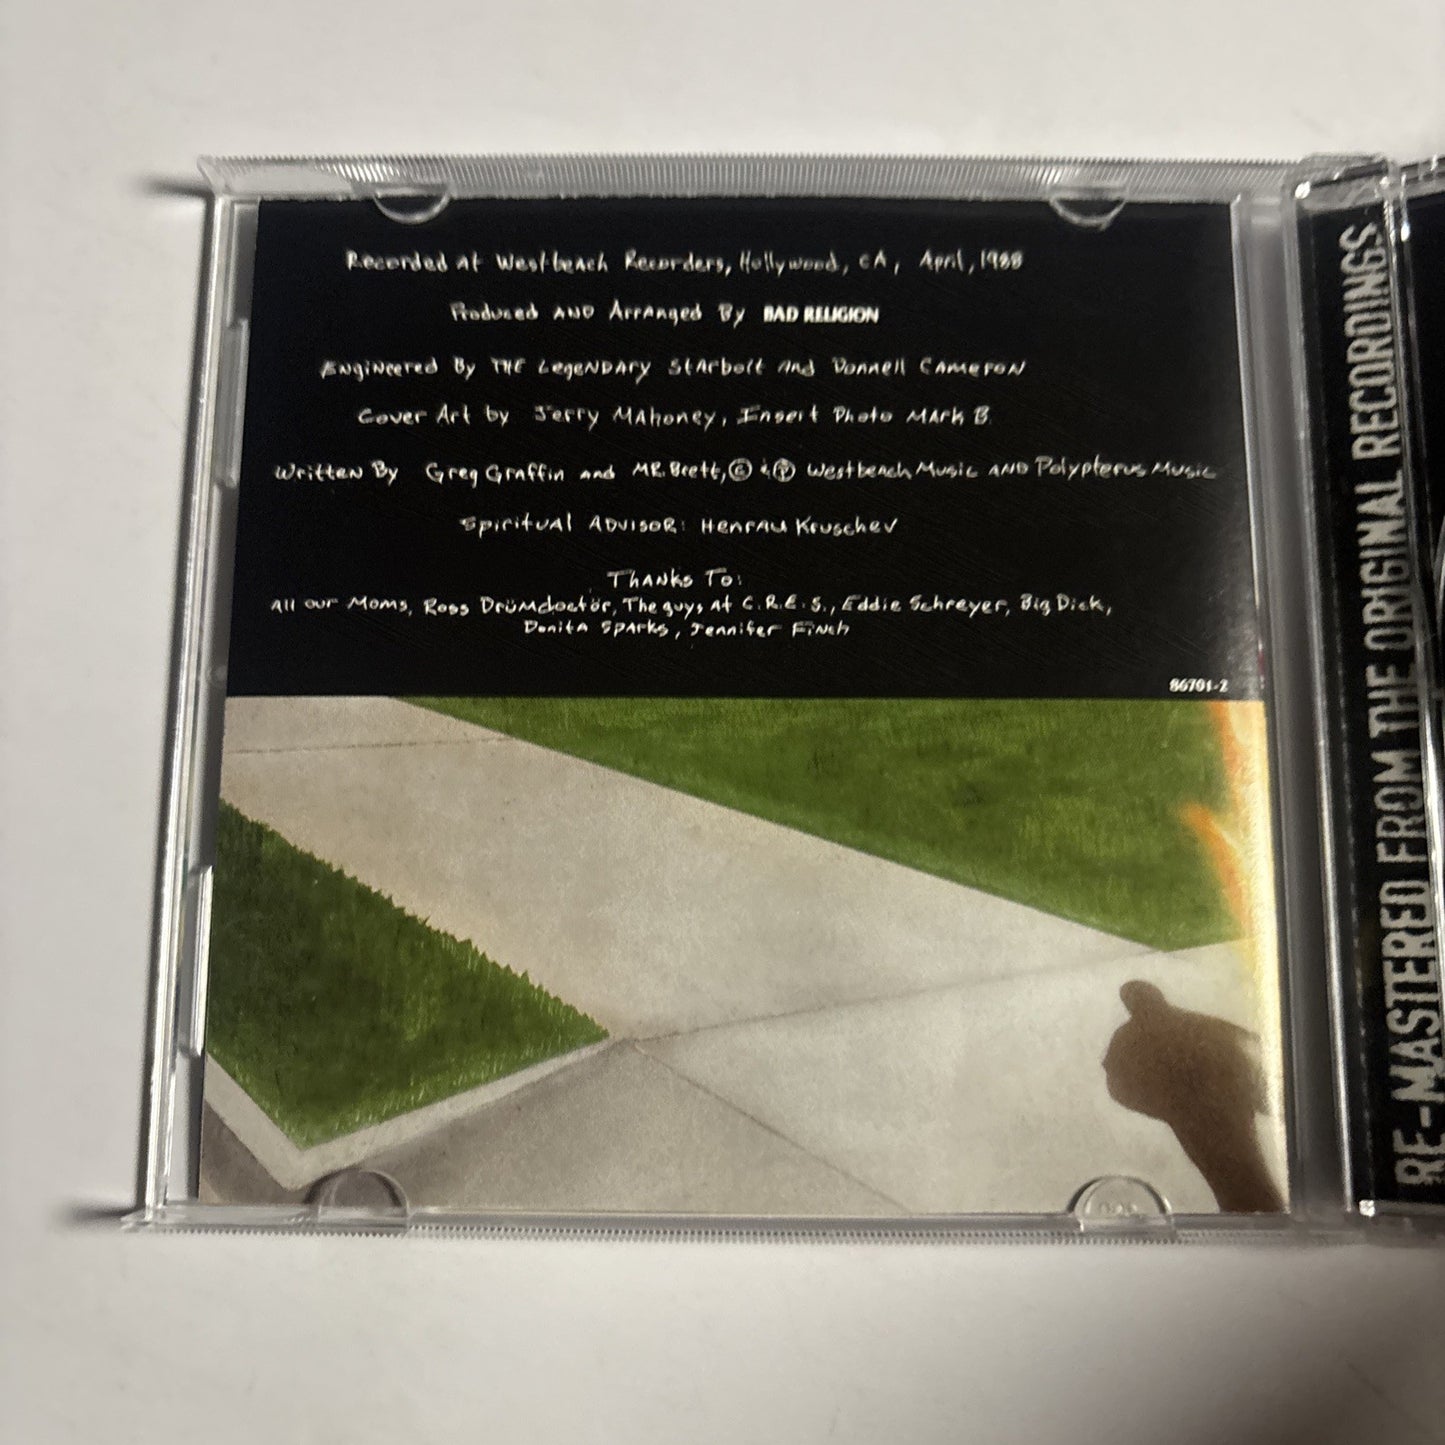 Recorded at Westbeach Recorders, Hollywood, CA, April, 1988
Produced AND Arranged By BAD RELIGION
Engineered By THE LegeNDARY Starbolt And Donnell CAMERON
Cover Art by Jerry MAHoney, Insert Photo MArk B.
Written By Greg Graffin and MR. Brett, © & ℗ Westbeach Music AND Polypterus Music
Spiritual ADVISOR: HenrAu Kruschev
THANks To:
All our Moms, Ross Drümdoctör, The guys At C.R.E.S., Eddie Schreyer, Big Dick,
Donita SpArks, Jennifer Finch
86701-2
RE-MASTERED FROM THE ORIGINAL RECORDINGS